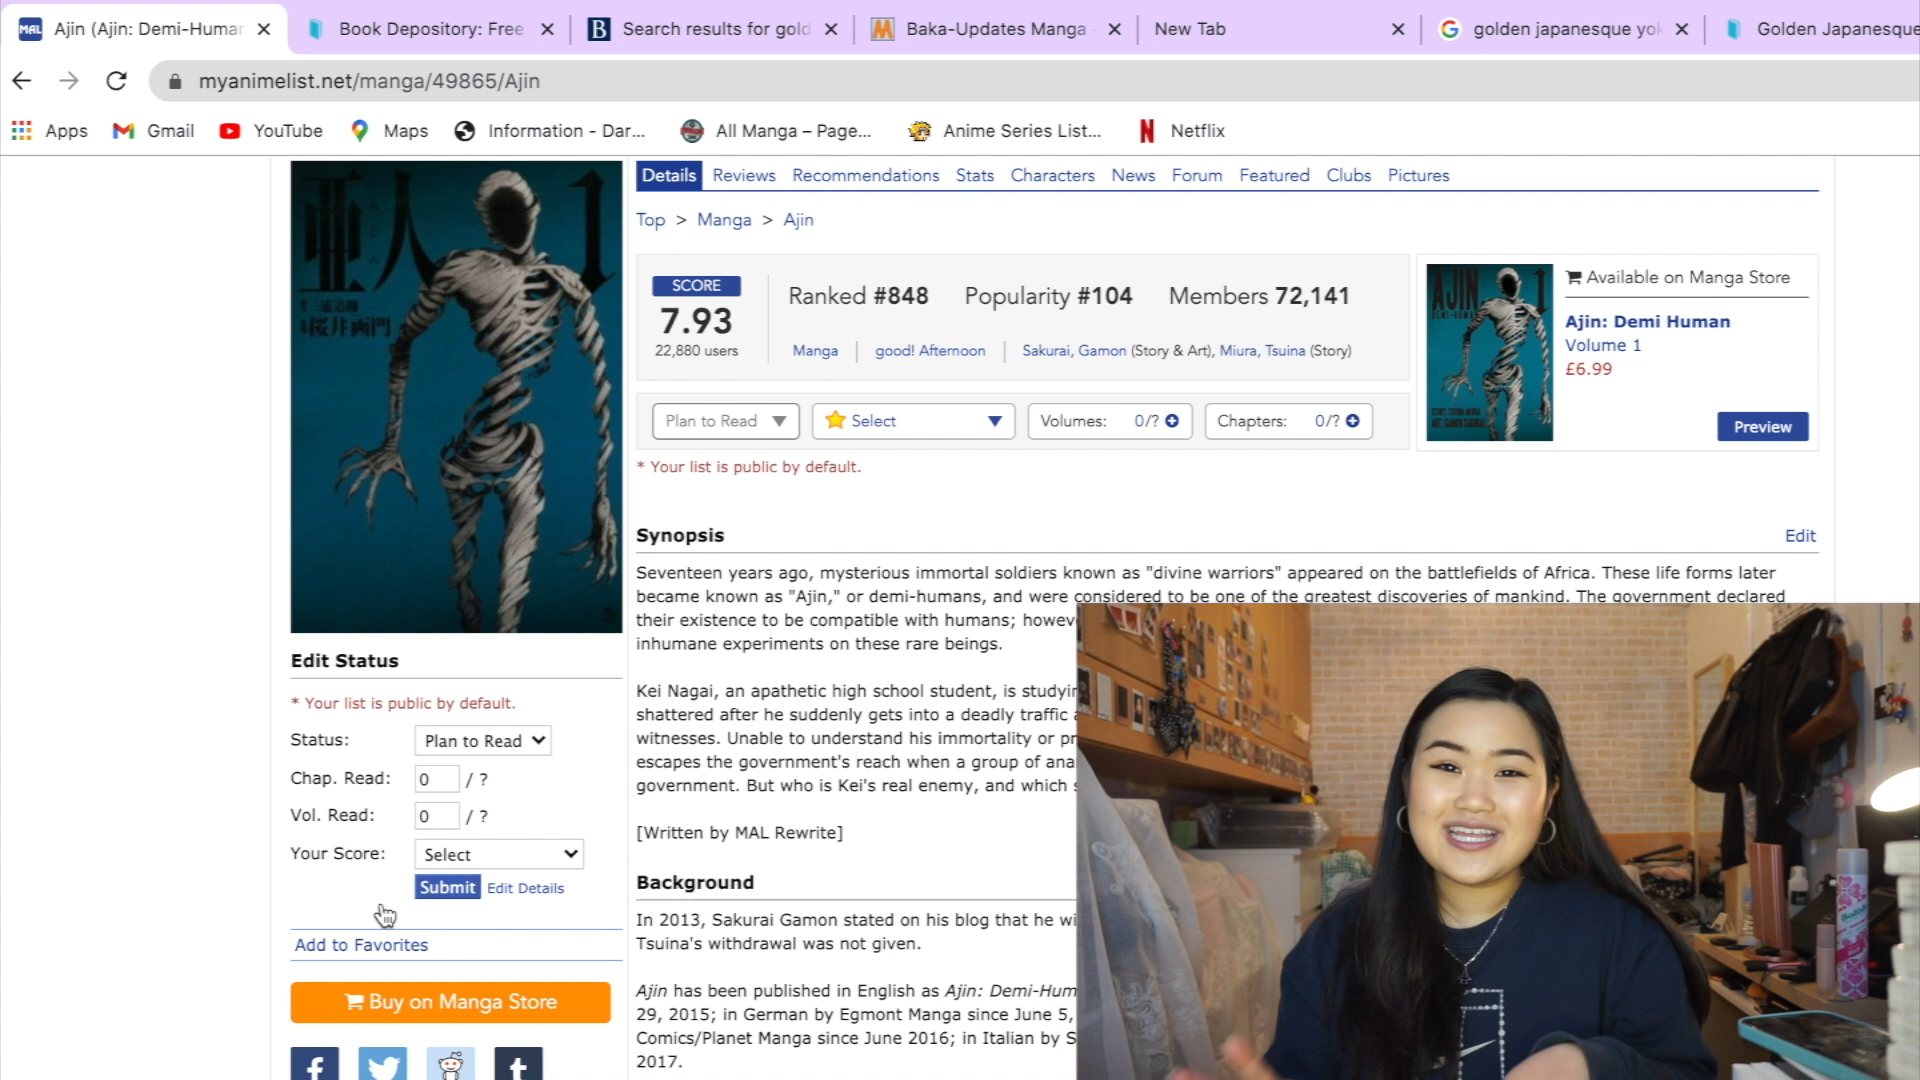 MAL Ajin (Ajin: Demi-Human
Book Depository: Free
B Search results for gold
Baka-Updates Manga
New Tab
golden japanesque yok
Golden Japanesque
myanimelist.net/manga/49865/Ajin
Apps
Gmail
YouTube
Maps
Information - Dar...
All Manga – Page...
Anime Series List...
Netflix
亜人 1
桜井画門
Details Reviews Recommendations Stats Characters News Forum Featured Clubs Pictures
Top > Manga > Ajin
SCORE
7.93
22,880 users
Ranked #848 Popularity #104 Members 72,141
Manga good! Afternoon Sakurai, Gamon (Story & Art), Miura, Tsuina (Story)
Plan to Read
Select
Volumes: 0/?
Chapters: 0/?
* Your list is public by default.
AJIN 1
Available on Manga Store
Ajin: Demi Human
Volume 1
£6.99
Preview
Synopsis
Edit
Seventeen years ago, mysterious immortal soldiers known as "divine warriors" appeared on the battlefields of Africa. These life forms later
became known as "Ajin," or demi-humans, and were considered to be one of the greatest discoveries of mankind. The government declared
their existence to be compatible with humans; howeve
inhumane experiments on these rare beings.
Kei Nagai, an apathetic high school student, is studyin
shattered after he suddenly gets into a deadly traffic a
witnesses. Unable to understand his immortality or pr
escapes the government's reach when a group of ana
government. But who is Kei's real enemy, and which s
[Written by MAL Rewrite]
Background
In 2013, Sakurai Gamon stated on his blog that he wi
Tsuina's withdrawal was not given.
Ajin has been published in English as Ajin: Demi-Hum
29, 2015; in German by Egmont Manga since June 5,
Comics/Planet Manga since June 2016; in Italian by S
2017.
Edit Status
* Your list is public by default.
Status: Plan to Read
Chap. Read: 0 / ?
Vol. Read: 0 / ?
Your Score: Select
Submit Edit Details
Add to Favorites
Buy on Manga Store
f
t